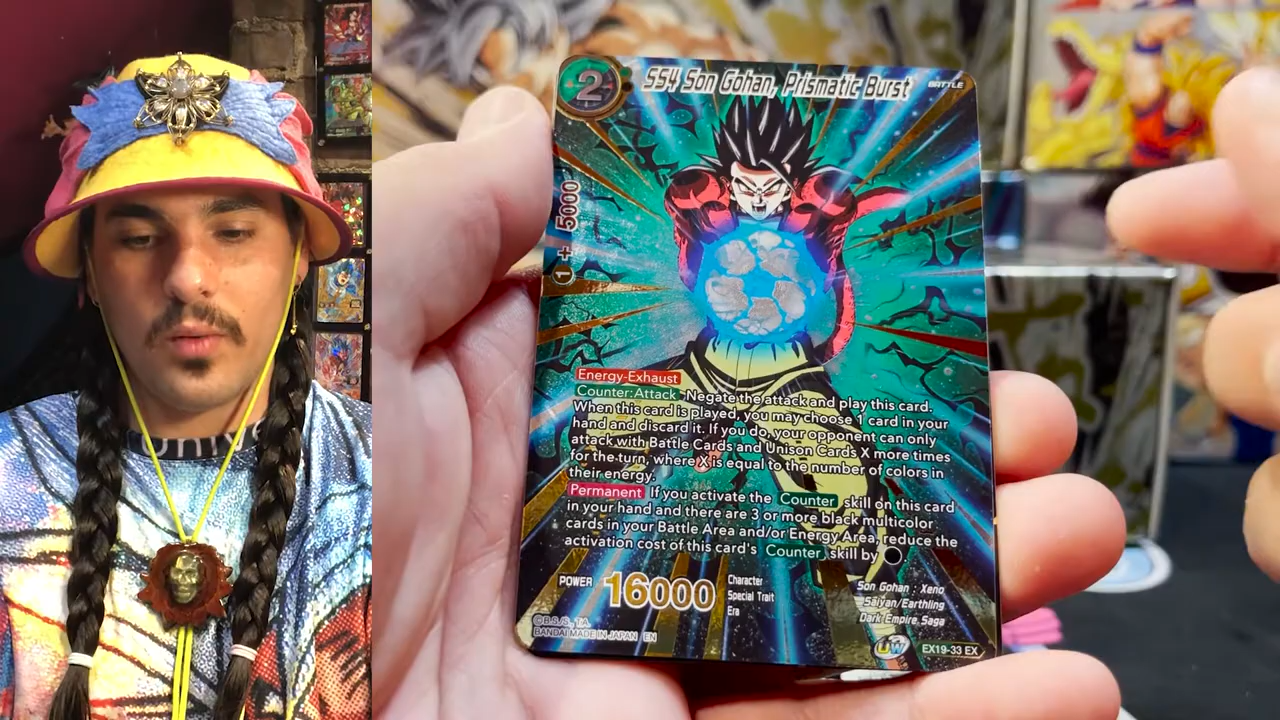 2
SS4 Son Gohan, Prismatic Burst
BATTLE
1 + 5000
Energy-Exhaust
Counter:Attack Negate the attack and play this card.
When this card is played, you may choose 1 card in your
hand and discard it. If you do, your opponent can only
attack with Battle Cards and Unison Cards X more times
for the turn, where X is equal to the number of colors in
their energy.
Permanent If you activate the Counter skill on this card
in your hand and there are 3 or more black multicolor
cards in your Battle Area and/or Energy Area, reduce the
activation cost of this card's Counter skill by
POWER 16000
Character Son Gohan : Xeno
Special Trait Saiyan/Earthling
Era Dark Empire Saga
©B.S./S., T.A.
BANDAI MADE IN JAPAN EN
UW
EX19-33 EX